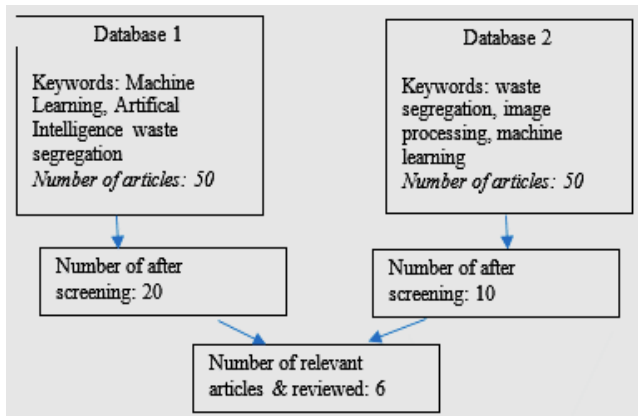 Database 1
Keywords: Machine
Learning, Artifical
Intelligence waste
segregation
Number of articles: 50
Database 2
Keywords: waste
segregation, image
processing, machine
learning
Number of articles: 50
Number of after
screening: 20
Number of after
screening: 10
Number of relevant
articles & reviewed: 6